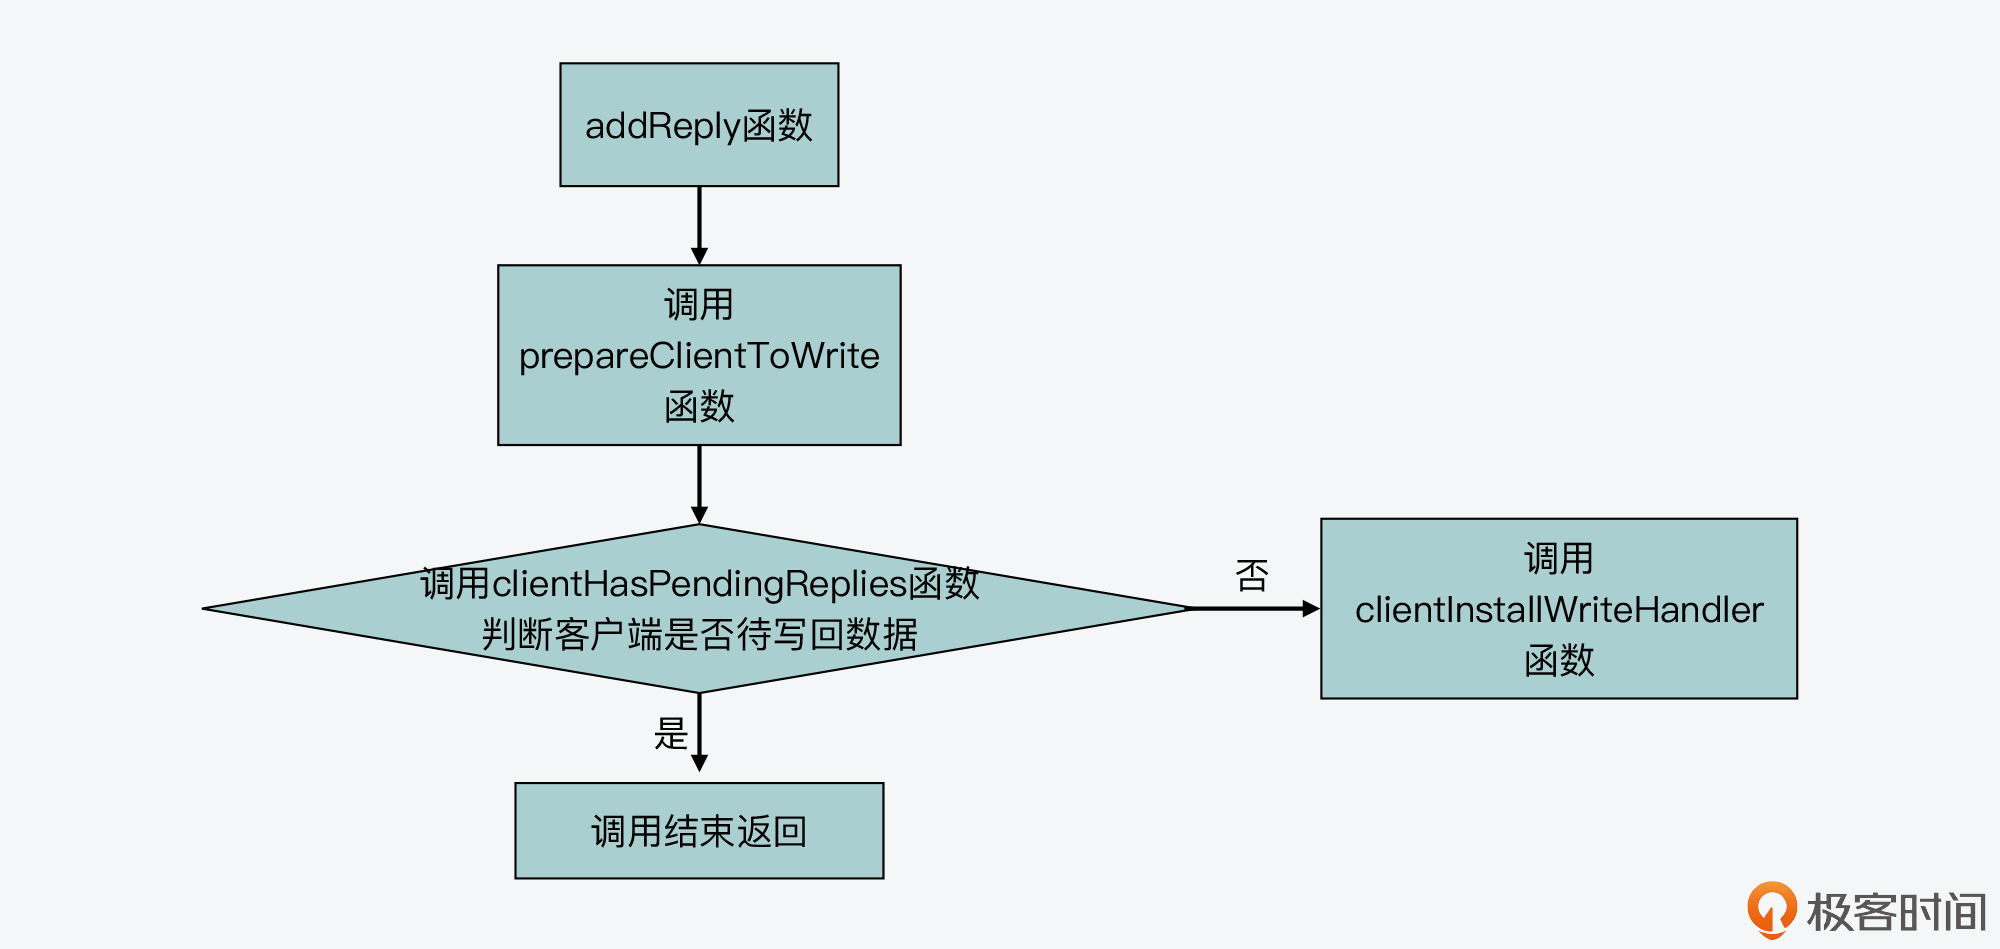 addReply函数
调用
prepareClientToWrite
函数
调用clientHasPendingReplies函数
判断客户端是否待写回数据
否
调用
clientInstallWriteHandler
函数
是
调用结束返回
极客时间